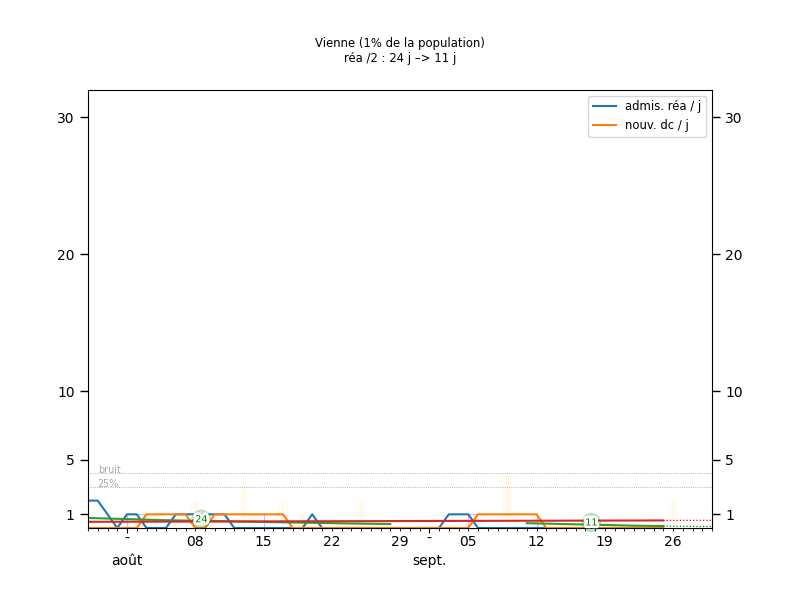 Vienne (1% de la population)
réa /2 : 24 j –> 11 j
admis. réa / j
nouv. dc / j
30 30
20 20
10 10
5 5
bruit
25%
1 1
24
11
- 08 15 22 29 - 05 12 19 26
août sept.